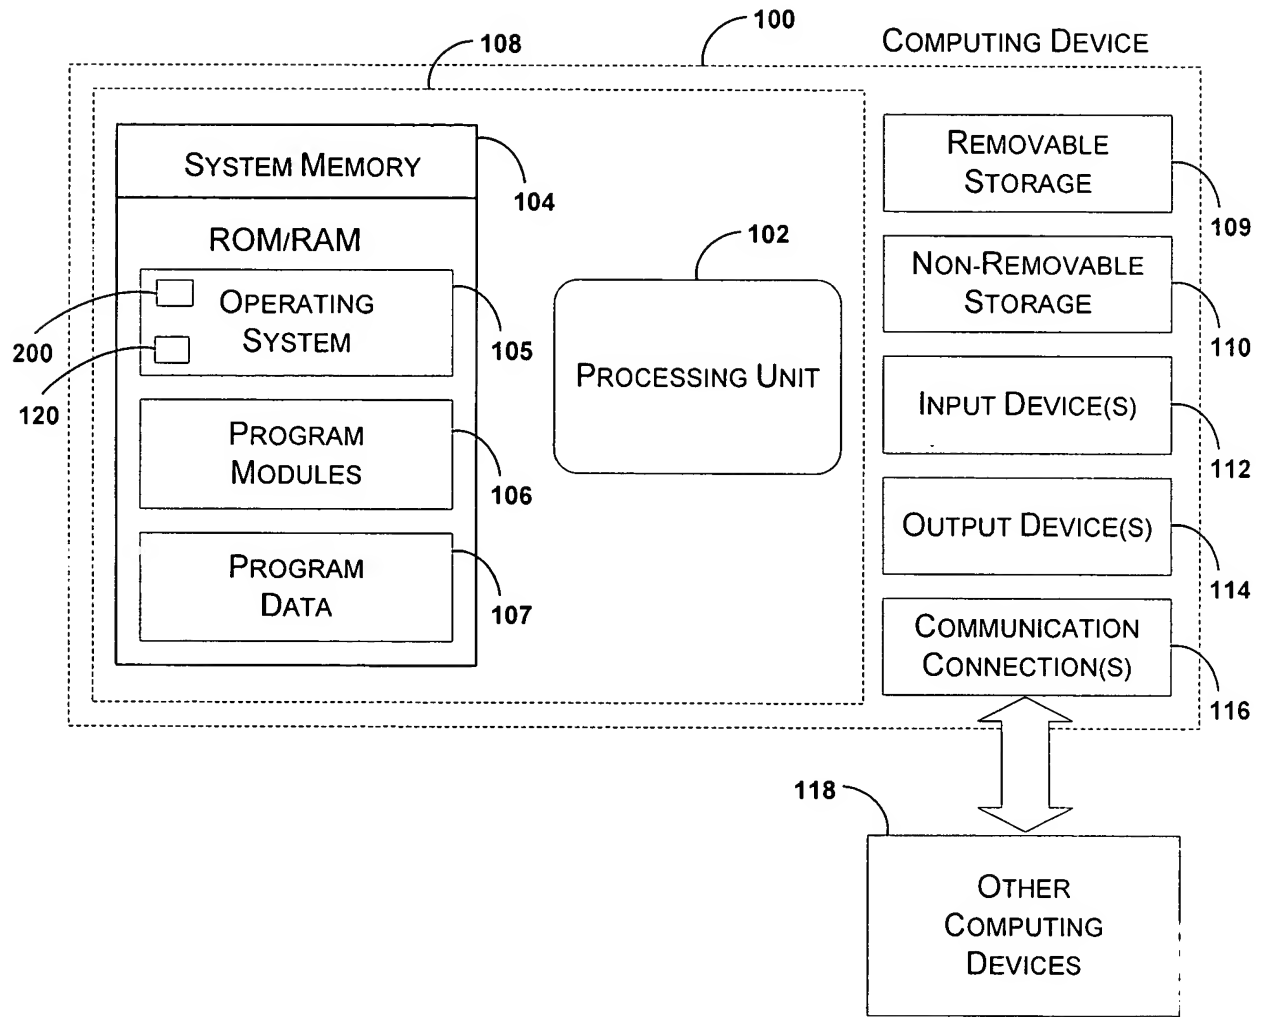 100
COMPUTING DEVICE
108
SYSTEM MEMORY
104
ROM/RAM
OPERATING
SYSTEM
105
200
120
PROGRAM
MODULES
106
PROGRAM
DATA
107
102
PROCESSING UNIT
REMOVABLE
STORAGE
109
NON-REMOVABLE
STORAGE
110
INPUT DEVICE(S)
112
OUTPUT DEVICE(S)
114
COMMUNICATION
CONNECTION(S)
116
118
OTHER
COMPUTING
DEVICES